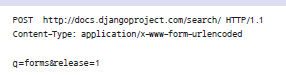 POST  http://docs.djangoproject.com/search/ HTTP/1.1
Content-Type: application/x-www-form-urlencoded
q=forms&release=1